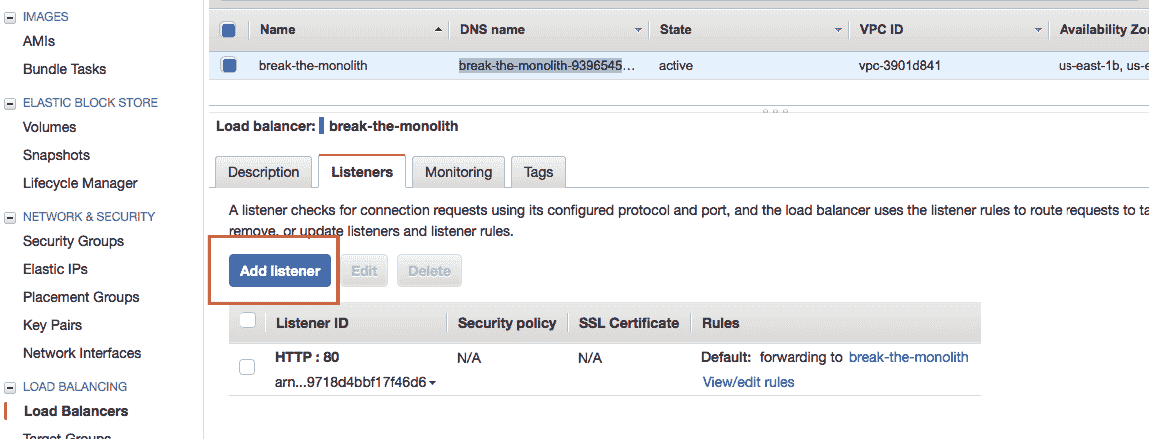 IMAGES
AMIs
Bundle Tasks
ELASTIC BLOCK STORE
Volumes
Snapshots
Lifecycle Manager
NETWORK & SECURITY
Security Groups
Elastic IPs
Placement Groups
Key Pairs
Network Interfaces
LOAD BALANCING
Load Balancers
Target Groups
Name DNS name State VPC ID Availability Zo
break-the-monolith break-the-monolith-9396545... active vpc-3901d841 us-east-1b, us-e
Load balancer: break-the-monolith
Description Listeners Monitoring Tags
A listener checks for connection requests using its configured protocol and port, and the load balancer uses the listener rules to route requests to ta
remove, or update listeners and listener rules.
Add listener Edit Delete
Listener ID Security policy SSL Certificate Rules
HTTP : 80 N/A N/A Default: forwarding to break-the-monolith
arn...9718d4bbf17f46d6 View/edit rules